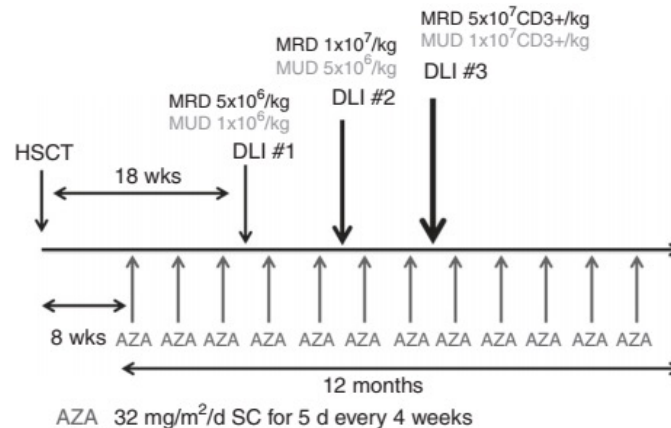 MRD 5x10⁷CD3+/kg
MUD 1x10⁷CD3+/kg
DLI #3
MRD 1x10⁷/kg
MUD 5x10⁶/kg
DLI #2
MRD 5x10⁶/kg
MUD 1x10⁶/kg
DLI #1
HSCT
18 wks
8 wks
AZA AZA AZA AZA AZA AZA AZA AZA AZA AZA AZA AZA
12 months
AZA 32 mg/m²/d SC for 5 d every 4 weeks